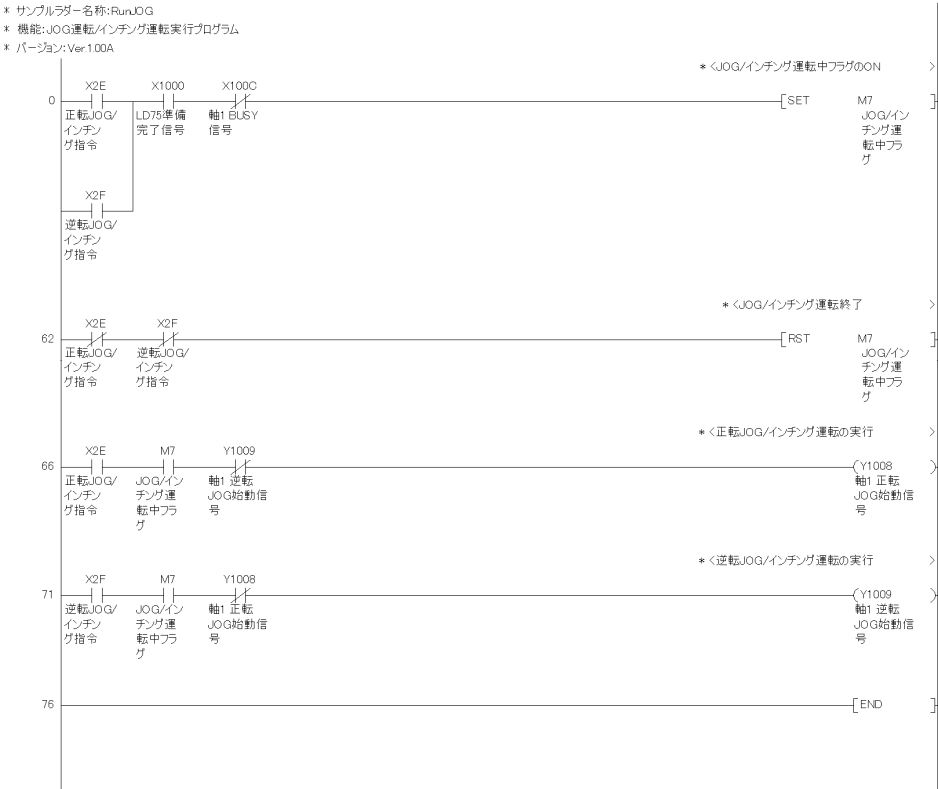 * サンプルラダー名称:RunJOG
* 機能:JOG運転/インチング運転実行プログラム
* バージョン:Ver.1.00A
*<JOG/インチング運転中フラグのON >
X2E X1000 X100C
0 SET M7
正転JOG/ LD75準備 軸1 BUSY JOG/イン
インチン 完了信号 信号 チング運
グ指令 転中フラ
グ
X2F
逆転JOG/
インチン
グ指令
*<JOG/インチング運転終了 >
X2E X2F
62 RST M7
正転JOG/ 逆転JOG/ JOG/イン
インチン インチン チング運
グ指令 グ指令 転中フラ
グ
*<正転JOG/インチング運転の実行 >
X2E M7 Y1009
66 Y1008
正転JOG/ JOG/イン 軸1 逆転 軸1 正転
インチン チング運 JOG始動信 JOG始動信
グ指令 転中フラ 号 号
グ
*<逆転JOG/インチング運転の実行 >
X2F M7 Y1008
71 Y1009
逆転JOG/ JOG/イン 軸1 正転 軸1 逆転
インチン チング運 JOG始動信 JOG始動信
グ指令 転中フラ 号 号
グ
76 END